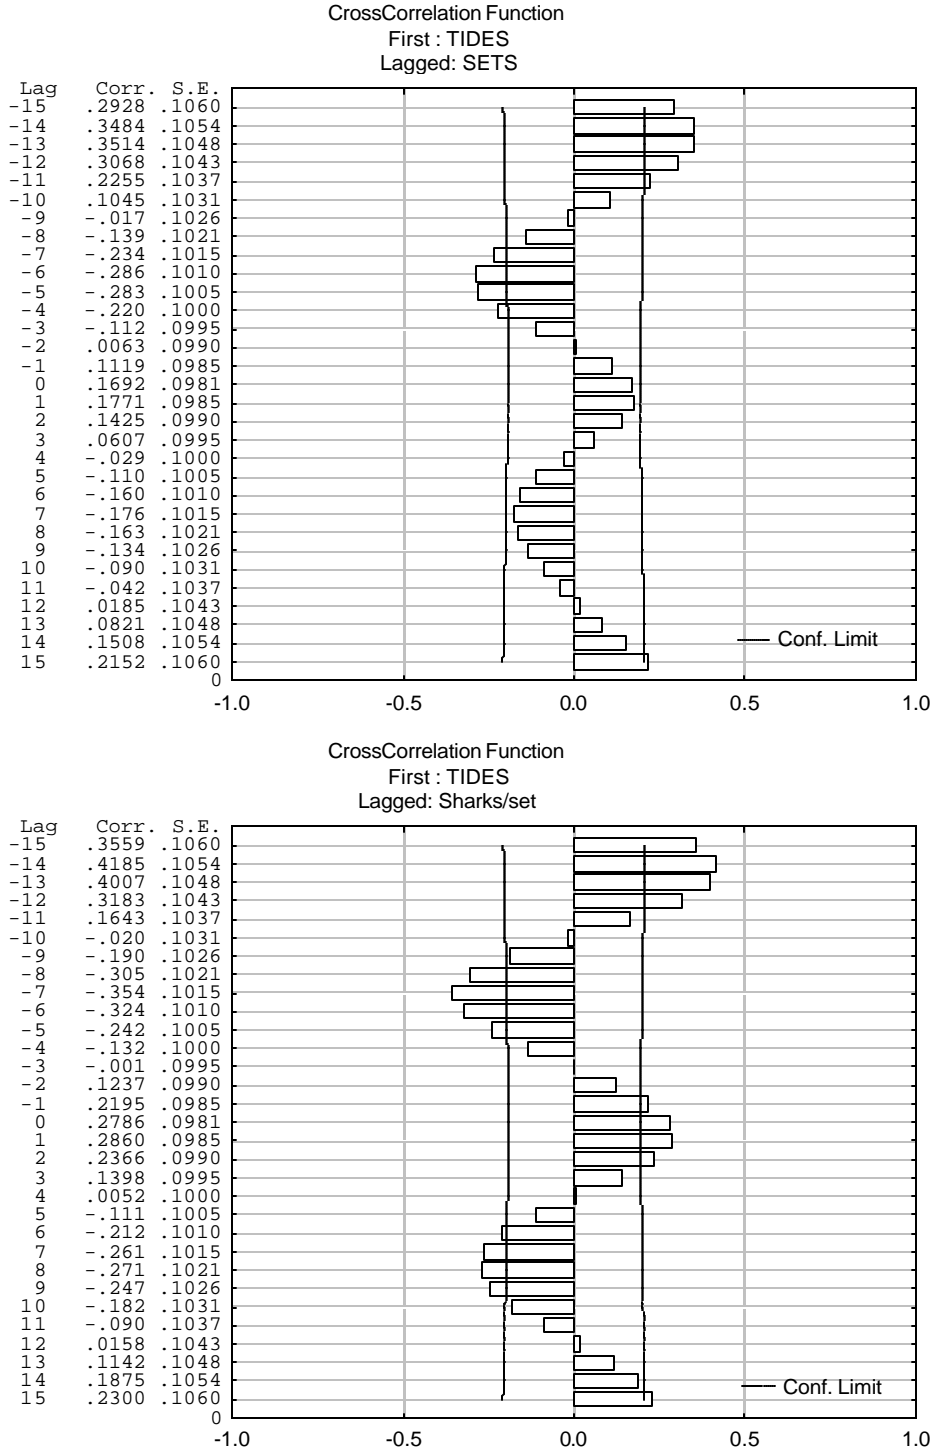 CrossCorrelation Function
First : TIDES
Lagged: SETS
Lag Corr. S.E.
-15 .2928 .1060
-14 .3484 .1054
-13 .3514 .1048
-12 .3068 .1043
-11 .2255 .1037
-10 .1045 .1031
-9 -.017 .1026
-8 -.139 .1021
-7 -.234 .1015
-6 -.286 .1010
-5 -.283 .1005
-4 -.220 .1000
-3 -.112 .0995
-2 .0063 .0990
-1 .1119 .0985
0 .1692 .0981
1 .1771 .0985
2 .1425 .0990
3 .0607 .0995
4 -.029 .1000
5 -.110 .1005
6 -.160 .1010
7 -.176 .1015
8 -.163 .1021
9 -.134 .1026
10 -.090 .1031
11 -.042 .1037
12 .0185 .1043
13 .0821 .1048
14 .1508 .1054
Conf. Limit
15 .2152 .1060
0
-1.0 -0.5 0.0 0.5 1.0
CrossCorrelation Function
First : TIDES
Lagged: Sharks/set
Lag Corr. S.E.
-15 .3559 .1060
-14 .4185 .1054
-13 .4007 .1048
-12 .3183 .1043
-11 .1643 .1037
-10 -.020 .1031
-9 -.190 .1026
-8 -.305 .1021
-7 -.354 .1015
-6 -.324 .1010
-5 -.242 .1005
-4 -.132 .1000
-3 -.001 .0995
-2 .1237 .0990
-1 .2195 .0985
0 .2786 .0981
1 .2860 .0985
2 .2366 .0990
3 .1398 .0995
4 .0052 .1000
5 -.111 .1005
6 -.212 .1010
7 -.261 .1015
8 -.271 .1021
9 -.247 .1026
10 -.182 .1031
11 -.090 .1037
12 .0158 .1043
13 .1142 .1048
14 .1875 .1054
Conf. Limit
15 .2300 .1060
0
-1.0 -0.5 0.0 0.5 1.0